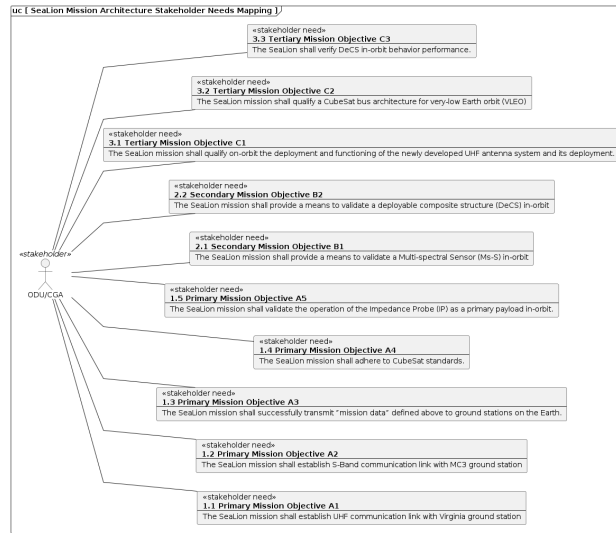 uc [ SeaLion Mission Architecture Stakeholder Needs Mapping ]
«stakeholder need»
3.3 Tertiary Mission Objective C3
The SeaLion shall verify DeCS in-orbit behavior performance.
«stakeholder need»
3.2 Tertiary Mission Objective C2
The SeaLion mission shall qualify a CubeSat bus architecture for very-low Earth orbit (VLEO)
«stakeholder need»
3.1 Tertiary Mission Objective C1
The SeaLion mission shall qualify on-orbit the deployment and functioning of the newly developed UHF antenna system and its deployment.
«stakeholder need»
2.2 Secondary Mission Objective B2
The SeaLion mission shall provide a means to validate a deployable composite structure (DeCS) in-orbit
«stakeholder need»
2.1 Secondary Mission Objective B1
The SeaLion mission shall provide a means to validate a Multi-spectral Sensor (Ms-S) in-orbit
«stakeholder»
ODU/CGA
«stakeholder need»
1.5 Primary Mission Objective A5
The SeaLion mission shall validate the operation of the Impedance Probe (IP) as a primary payload in-orbit.
«stakeholder need»
1.4 Primary Mission Objective A4
The SeaLion mission shall adhere to CubeSat standards.
«stakeholder need»
1.3 Primary Mission Objective A3
The SeaLion mission shall successfully transmit "mission data" defined above to ground stations on the Earth.
«stakeholder need»
1.2 Primary Mission Objective A2
The SeaLion mission shall establish S-Band communication link with MC3 ground station
«stakeholder need»
1.1 Primary Mission Objective A1
The SeaLion mission shall establish UHF communication link with Virginia ground station